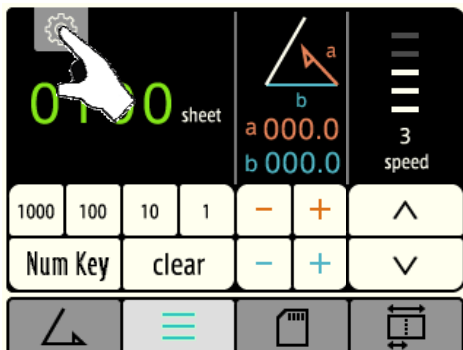 a
b
sheet
a 000.0
b 000.0
3
speed
1000 100 10 1 − +
Num Key clear − +